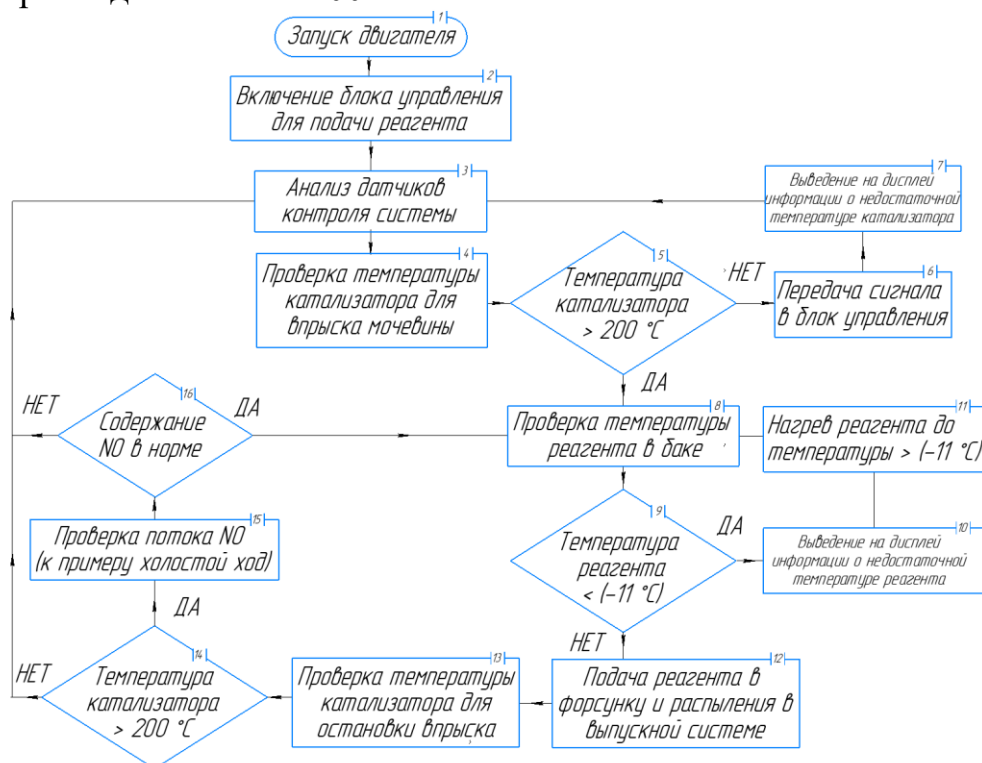 1
Запуск двигателя
2
Включение блока управления
для подачи реагента
3
Анализ датчиков
контроля системы
4
Проверка температуры
катализатора для
впрыска мочевины
5
Температура
катализатора
> 200 °C
НЕТ
ДА
6
Передача сигнала
в блок управления
7
Выведение на дисплей
информации о недостаточной
температуре катализатора
8
Проверка температуры
реагента в баке
9
Температура
реагента
< (–11 °C)
ДА
НЕТ
10
Выведение на дисплей
информации о недостаточной
температуре реагента
11
Нагрев реагента до
температуры > (–11 °C)
12
Подача реагента в
форсунку и распыления в
выпускной системе
13
Проверка температуры
катализатора для
остановки впрыска
14
Температура
катализатора
> 200 °C
НЕТ
ДА
15
Проверка потока NO
(к примеру холостой ход)
16
Содержание
NO в норме
НЕТ
ДА